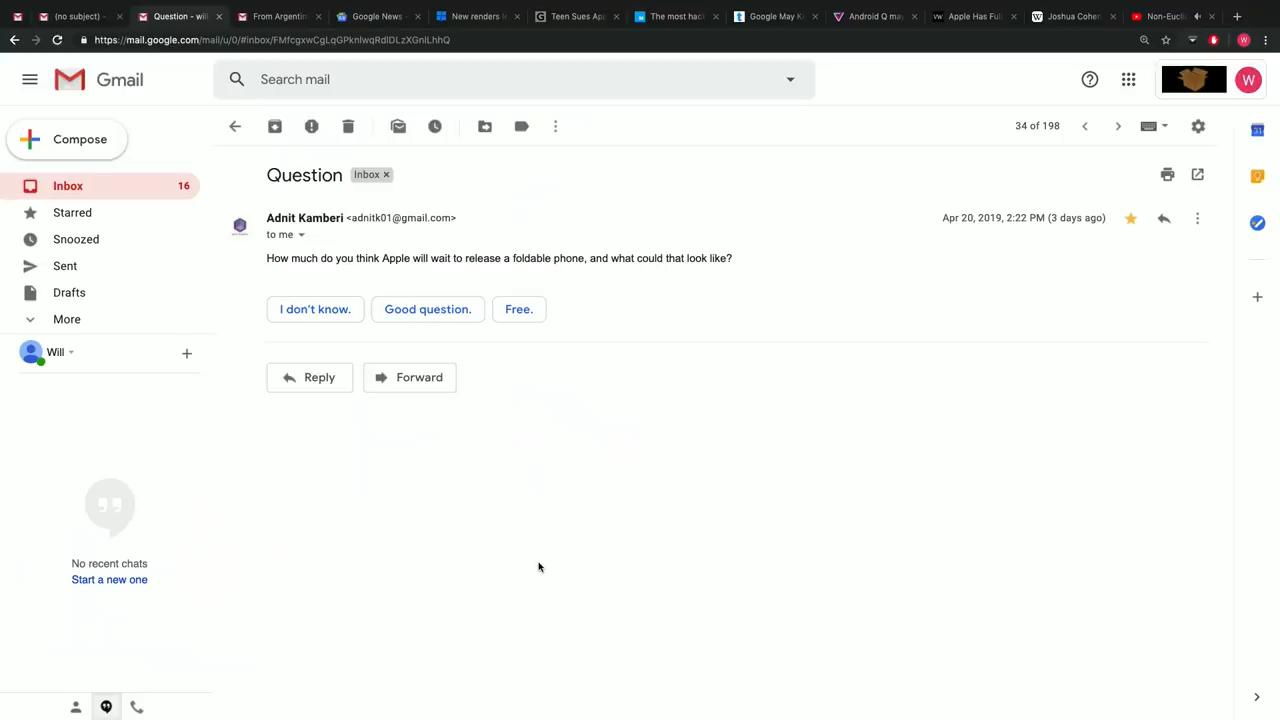 (no subject) -
Question - will
From Argentin
Google News -
New renders l
Teen Sues App
The most hac
Google May K
Android Q may
Apple Has Full
Joshua Cohen
Non-Euclid
https://mail.google.com/mail/u/0/#inbox/FMfcgxwCgLqGPknlwqRdlDLzXGnlLhhQ
Gmail
Search mail
W
Compose
34 of 198
Question
Inbox ×
Inbox 16
Starred
Snoozed
Sent
Drafts
More
Will
Adnit Kamberi <adnitk01@gmail.com>
Apr 20, 2019, 2:22 PM (3 days ago)
to me
How much do you think Apple will wait to release a foldable phone, and what could that look like?
I don't know.
Good question.
Free.
Reply
Forward
No recent chats
Start a new one